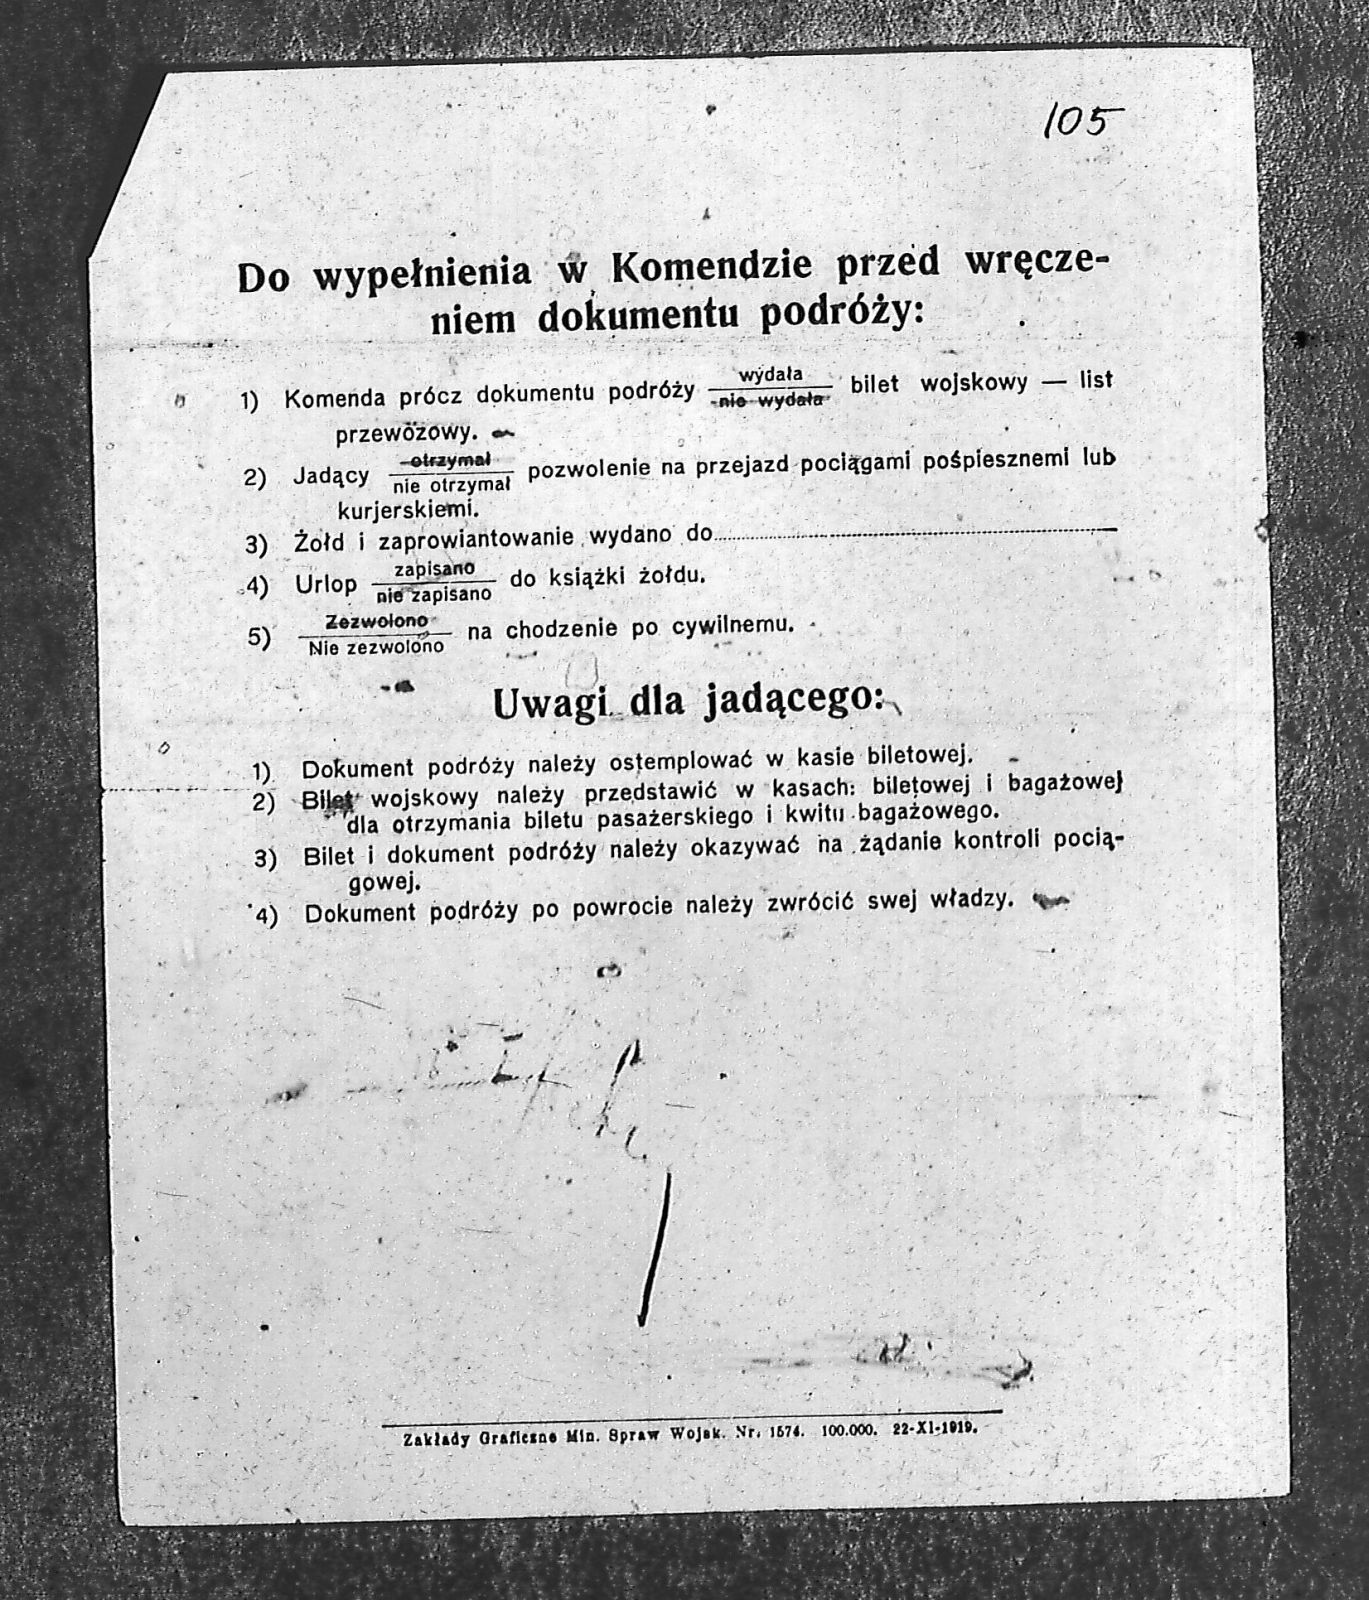 105
Do wypełnienia w Komendzie przed wręcze-
niem dokumentu podróży:
1) Komenda prócz dokumentu podróży wydała / nie wydała bilet wojskowy — list
przewozowy.
2) Jadący otrzymał / nie otrzymał pozwolenie na przejazd pociągami pośpiesznemi lub
kurjerskiemi.
3) Żołd i zaprowiantowanie wydano do
4) Urlop zapisano / nie zapisano do książki żołdu.
5) Zezwolono / Nie zezwolono na chodzenie po cywilnemu.
Uwagi dla jadącego:
1) Dokument podróży należy ostemplować w kasie biletowej.
2) Bilet wojskowy należy przedstawić w kasach: biletowej i bagażowej
dla otrzymania biletu pasażerskiego i kwitu bagażowego.
3) Bilet i dokument podróży należy okazywać na żądanie kontroli pocią-
gowej.
4) Dokument podróży po powrocie należy zwrócić swej władzy.
Zakłady Graficzne Min. Spraw Wojsk. Nr. 1574. 100.000. 22-XI-1919.